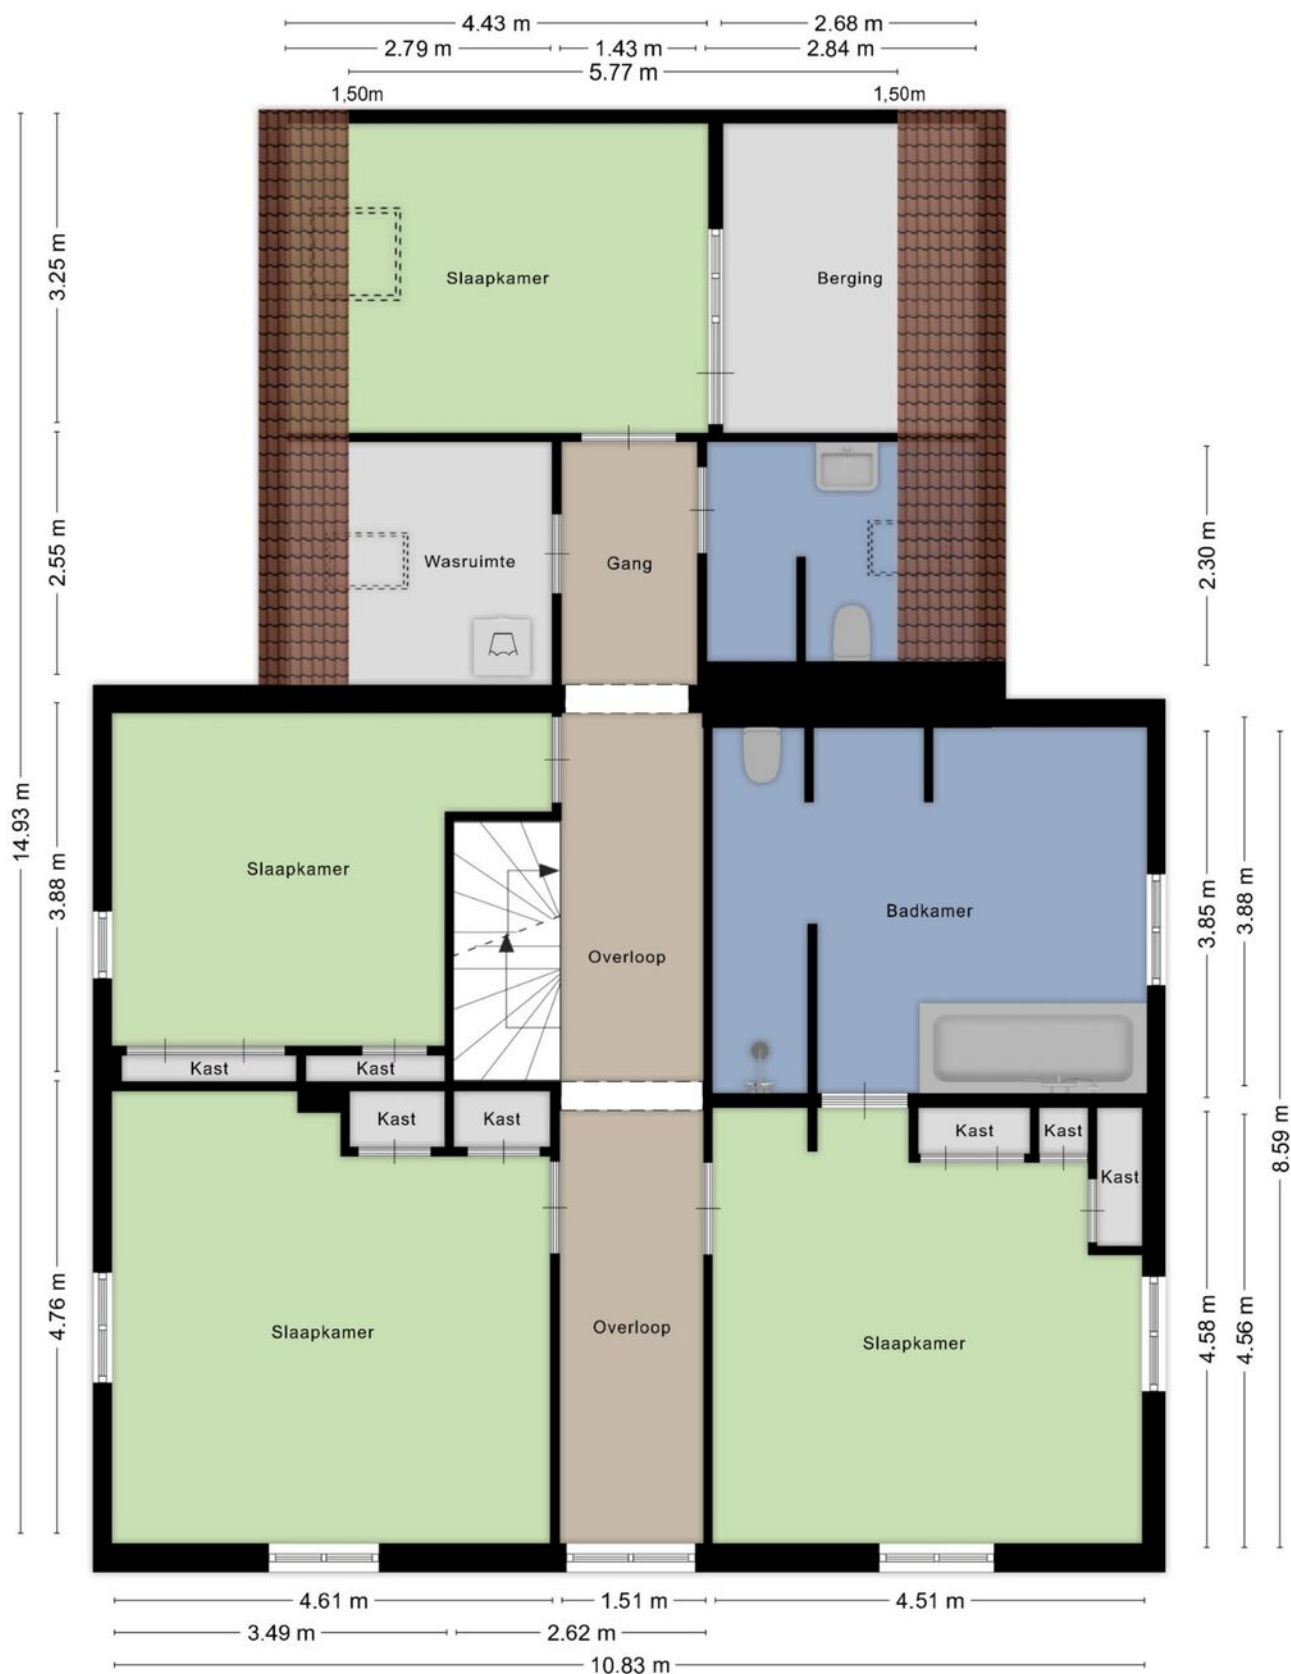 4.43 m
2.68 m
2.79 m
1.43 m
2.84 m
5.77 m
1,50m
1,50m
3.25 m
Slaapkamer
Berging
2.55 m
Wasruimte
Gang
2.30 m
14.93 m
3.88 m
Slaapkamer
Badkamer
Overloop
3.85 m
3.88 m
Kast
Kast
Kast
Kast
Kast
Kast
Kast
8.59 m
4.76 m
Slaapkamer
Overloop
Slaapkamer
4.58 m
4.56 m
4.61 m
1.51 m
4.51 m
3.49 m
2.62 m
10.83 m